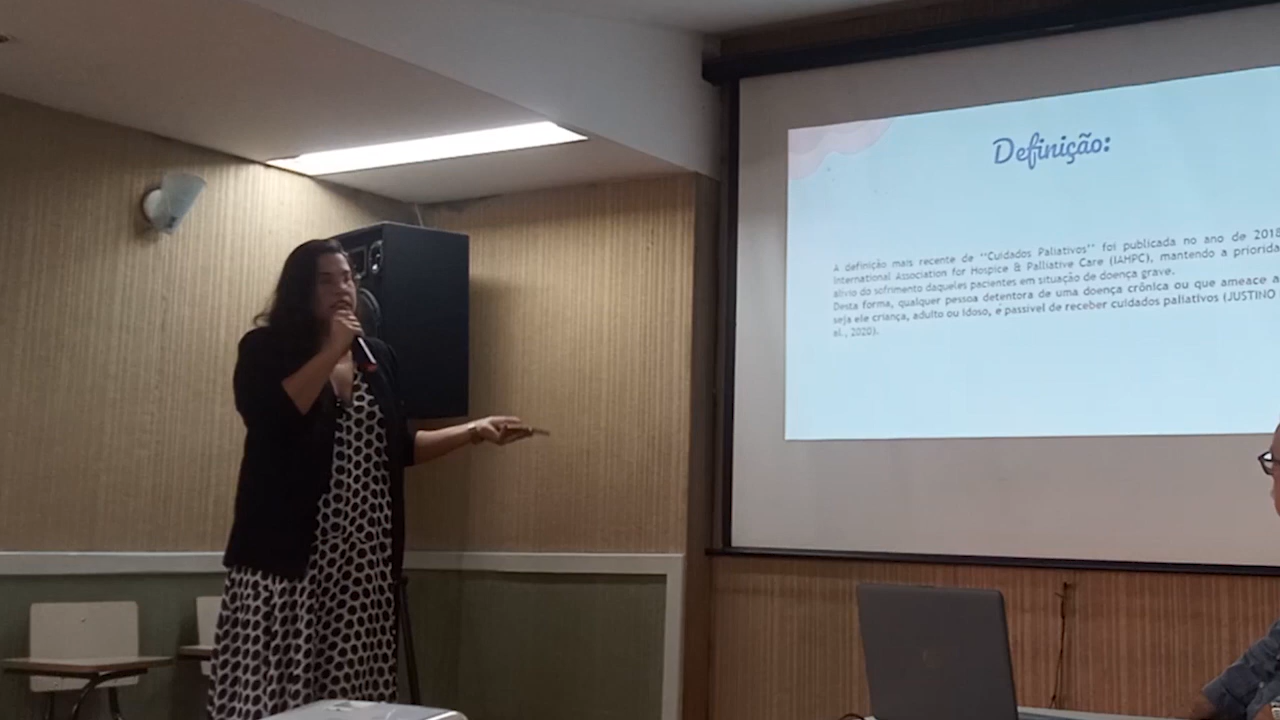 Definição:
A definição mais recente de “Cuidados Paliativos” foi publicada no ano de 2018
International Association for Hospice & Palliative Care (IAHPC), mantendo a priorida
alívio do sofrimento daqueles pacientes em situação de doença grave.
Desta forma, qualquer pessoa detentora de uma doença crônica ou que ameace a
seja ele criança, adulto ou idoso, é passível de receber cuidados paliativos (JUSTINO
al., 2020).